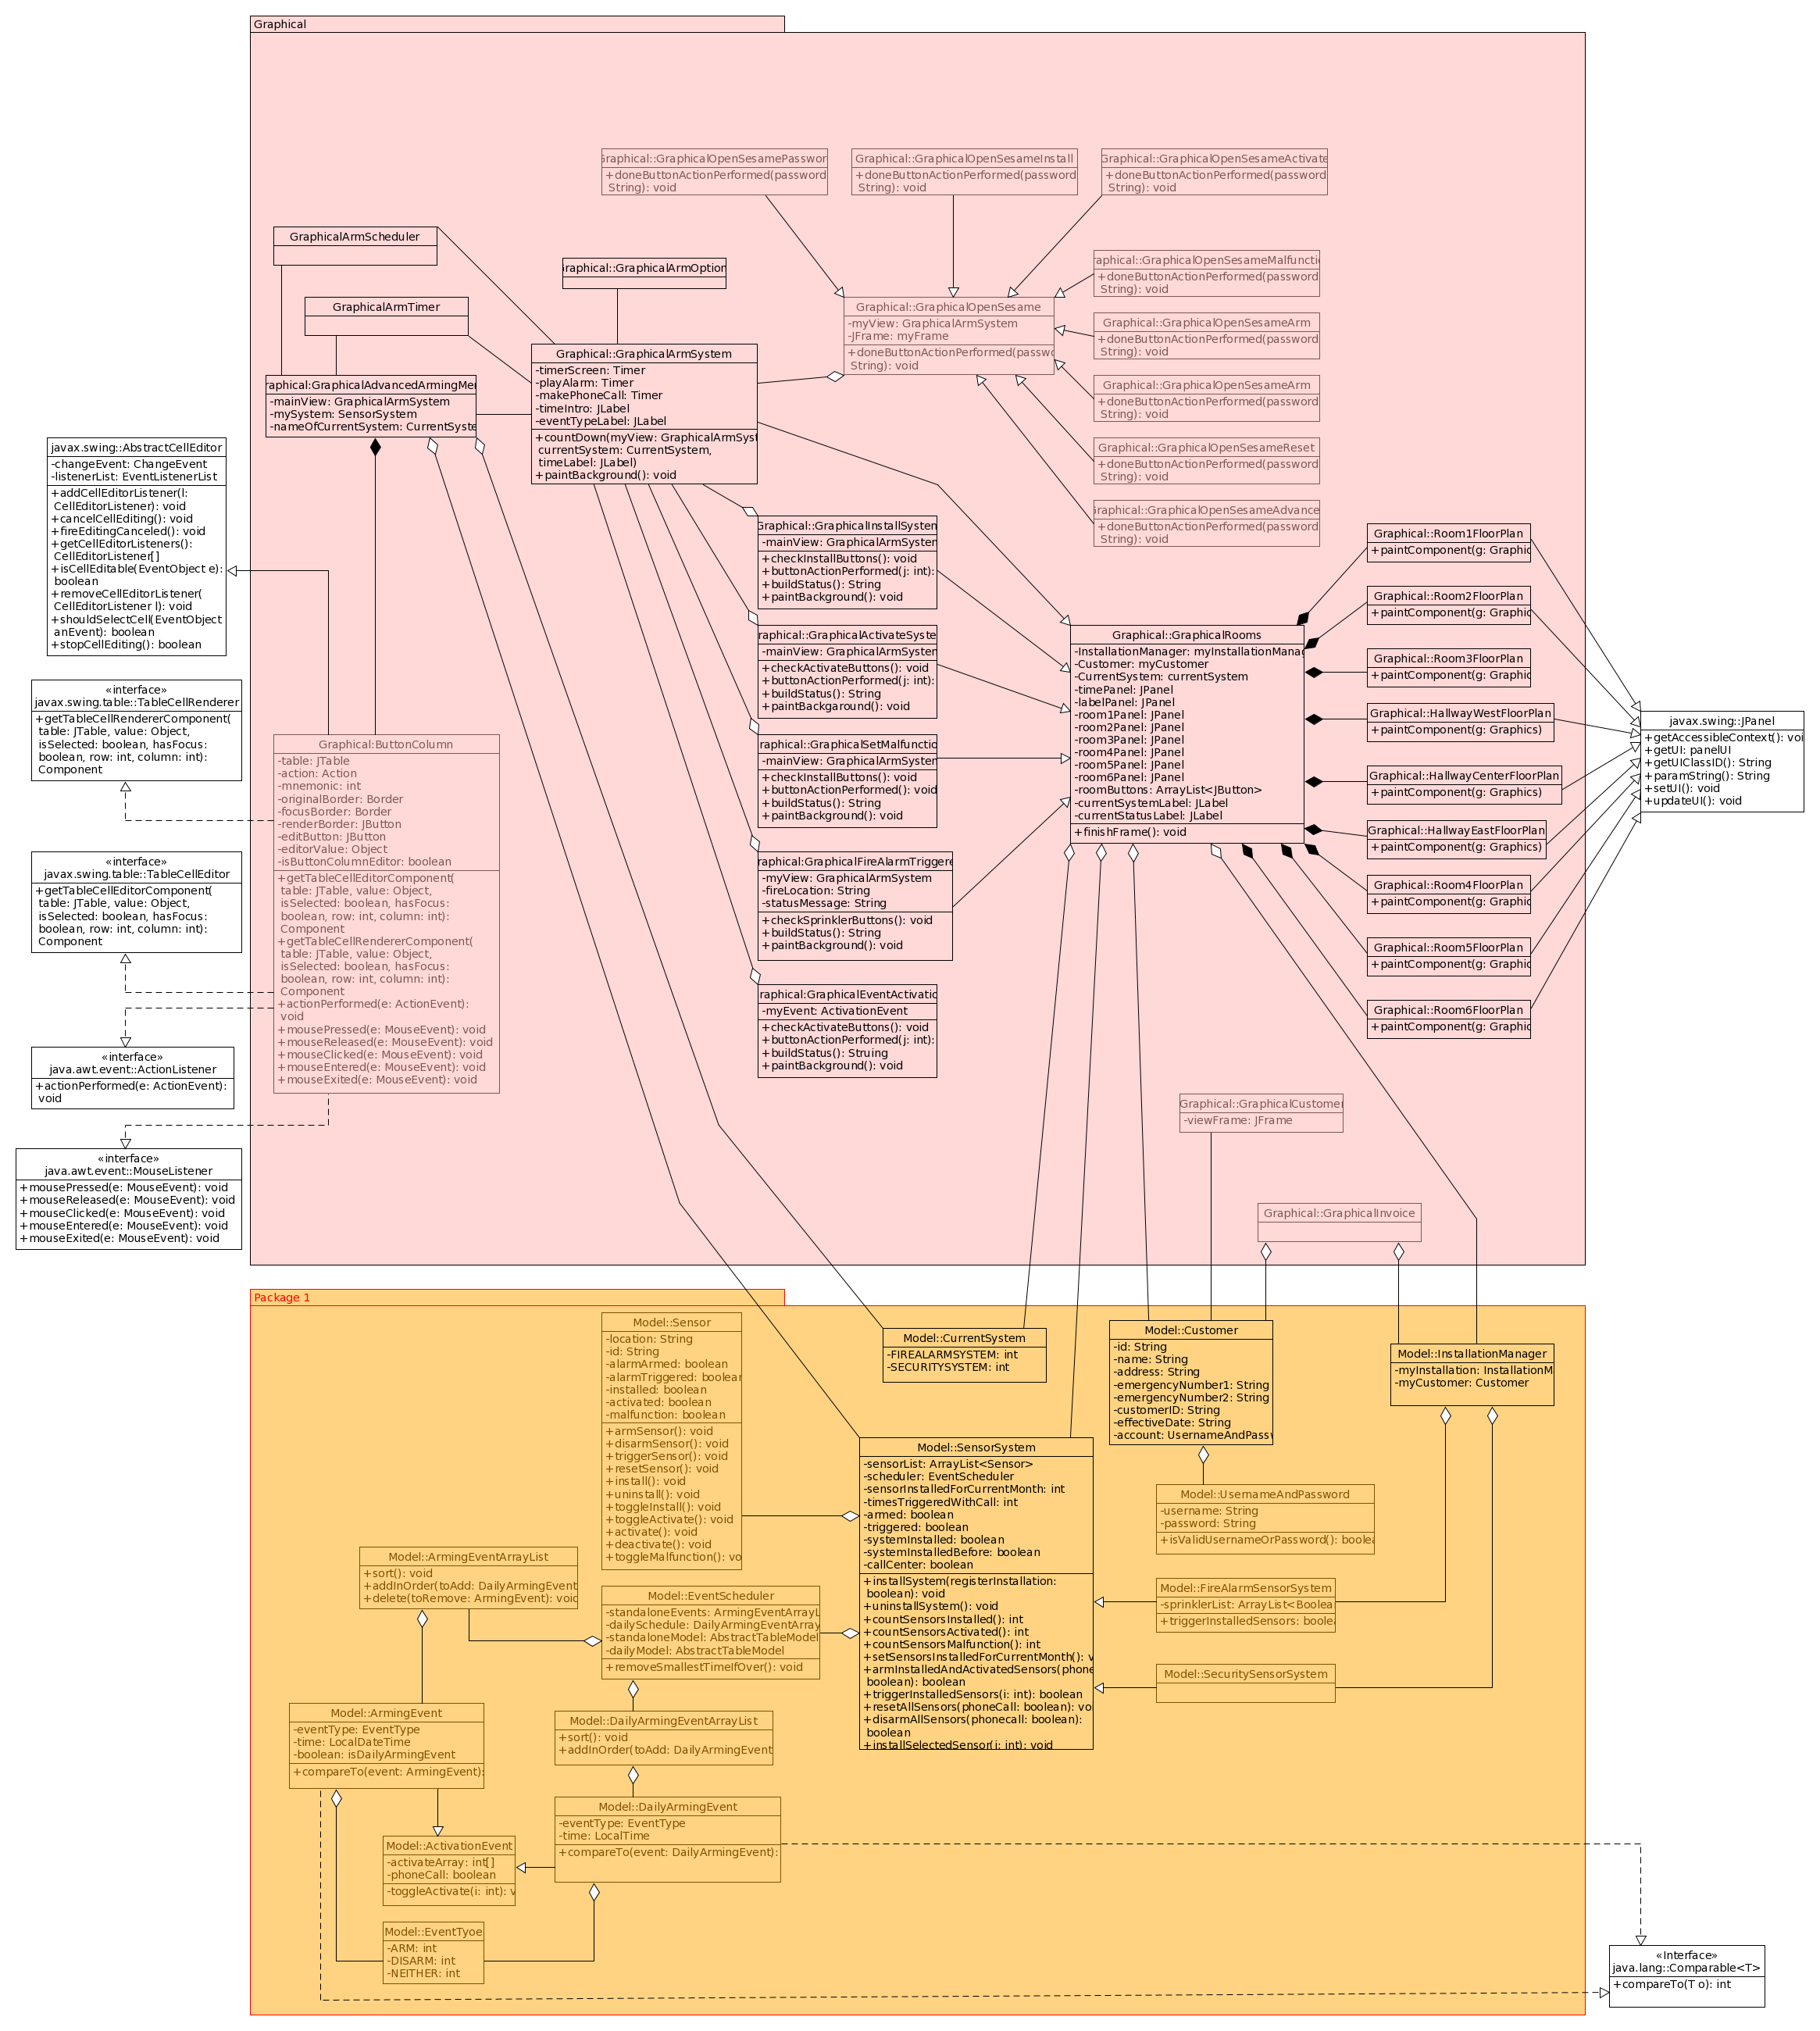 Graphical
Graphical::GraphicalOpenSesamePassword
+doneButtonActionPerformed(password
String): void
Graphical::GraphicalOpenSesameInstall
+doneButtonActionPerformed(password
String): void
Graphical::GraphicalOpenSesameActivate
+doneButtonActionPerformed(password
String): void
GraphicalArmScheduler
Graphical::GraphicalArmOption
GraphicalArmTimer
Graphical::GraphicalOpenSesame
-myView: GraphicalArmSystem
-JFrame: myFrame
+doneButtonActionPerformed(passwo
String): void
raphical::GraphicalOpenSesameMalfunctic
+doneButtonActionPerformed(password
String): void
Graphical::GraphicalOpenSesameArm
+doneButtonActionPerformed(password
String): void
Graphical::GraphicalOpenSesameArm
+doneButtonActionPerformed(password
String): void
Graphical::GraphicalOpenSesameReset
+doneButtonActionPerformed(password
String): void
Graphical::GraphicalOpenSesameAdvance
+doneButtonActionPerformed(password
String): void
Graphical::GraphicalArmSystem
-timerScreen: Timer
-playAlarm: Timer
-makePhoneCall: Timer
-timeIntro: JLabel
-eventTypeLabel: JLabel
+countDown(myView: GraphicalArmSyst
currentSystem: CurrentSystem,
timeLabel: JLabel)
+paintBackground(): void
raphical:GraphicalAdvancedArmingMer
-mainView: GraphicalArmSystem
-mySystem: SensorSystem
-nameOfCurrentSystem: CurrentSyste
javax.swing::AbstractCellEditor
-changeEvent: ChangeEvent
-listenerList: EventListenerList
+addCellEditorListener(l:
CellEditorListener): void
+cancelCellEditing(): void
+fireEditingCanceled(): void
+getCellEditorListeners():
CellEditorListener[]
+isCellEditable(EventObject e):
boolean
+removeCellEditorListener(
CellEditorListener l): void
+shouldSelectCell(EventObject
anEvent): boolean
+stopCellEditing(): boolean
«interface»
javax.swing.table::TableCellRenderer
+getTableCellRendererComponent(
table: JTable, value: Object,
isSelected: boolean, hasFocus:
boolean, row: int, column: int):
Component
«interface»
javax.swing.table::TableCellEditor
+getTableCellEditorComponent(
table: JTable, value: Object,
isSelected: boolean, hasFocus:
boolean, row: int, column: int):
Component
«interface»
java.awt.event::ActionListener
+actionPerformed(e: ActionEvent):
void
«interface»
java.awt.event::MouseListener
+mousePressed(e: MouseEvent): void
+mouseReleased(e: MouseEvent): void
+mouseClicked(e: MouseEvent): void
+mouseEntered(e: MouseEvent): void
+mouseExited(e: MouseEvent): void
Graphical:ButtonColumn
-table: JTable
-action: Action
-mnemonic: int
-originalBorder: Border
-focusBorder: Border
-renderBorder: JButton
-editButton: JButton
-editorValue: Object
-isButtonColumnEditor: boolean
+getTableCellEditorComponent(
table: JTable, value: Object,
isSelected: boolean, hasFocus:
boolean, row: int, column: int):
Component
+getTableCellRendererComponent(
table: JTable, value: Object,
isSelected: boolean, hasFocus:
boolean, row: int, column: int):
Component
+actionPerformed(e: ActionEvent):
void
+mousePressed(e: MouseEvent): void
+mouseReleased(e: MouseEvent): void
+mouseClicked(e: MouseEvent): void
+mouseEntered(e: MouseEvent): void
+mouseExited(e: MouseEvent): void
Graphical::GraphicalInstallSystem
-mainView: GraphicalArmSystem
+checkInstallButtons(): void
+buttonActionPerformed(j: int):
+buildStatus(): String
+paintBackground(): void
raphical::GraphicalActivateSyste
-mainView: GraphicalArmSystem
+checkActivateButtons(): void
+buttonActionPerformed(j: int):
+buildStatus(): String
+paintBackgaround(): void
raphical::GraphicalSetMalfunctio
-mainView: GraphicalArmSystem
+checkInstallButtons(): void
+buttonActionPerformed(): void
+buildStatus(): String
+paintBackground(): void
raphical:GraphicalFireAlarmTriggere
-myView: GraphicalArmSystem
-fireLocation: String
-statusMessage: String
+checkSprinklerButtons(): void
+buildStatus(): String
+paintBackground(): void
raphical:GraphicalEventActivatio
-myEvent: ActivationEvent
+checkActivateButtons(): void
+buttonActionPerformed(j: int):
+buildStatus(): Struing
+paintBackground(): void
Graphical::GraphicalRooms
-InstallationManager: myInstallationManag
-Customer: myCustomer
-CurrentSystem: currentSystem
-timePanel: JPanel
-labelPanel: JPanel
-room1Panel: JPanel
-room2Panel: JPanel
-room3Panel: JPanel
-room4Panel: JPanel
-room5Panel: JPanel
-room6Panel: JPanel
-roomButtons: ArrayList<JButton>
-currentSystemLabel: JLabel
-currentStatusLabel: JLabel
+finishFrame(): void
Graphical::Room1FloorPlan
+paintComponent(g: Graphic
Graphical::Room2FloorPlan
+paintComponent(g: Graphic
Graphical::Room3FloorPlan
+paintComponent(g: Graphic
Graphical::HallwayWestFloorPlan
+paintComponent(g: Graphics)
Graphical::HallwayCenterFloorPlan
+paintComponent(g: Graphics)
Graphical::HallwayEastFloorPlan
+paintComponent(g: Graphics)
Graphical::Room4FloorPlan
+paintComponent(g: Graphic
Graphical::Room5FloorPlan
+paintComponent(g: Graphic
Graphical::Room6FloorPlan
+paintComponent(g: Graphic
javax.swing::JPanel
+getAccessibleContext(): voi
+getUI: panelUI
+getUIClassID(): String
+paramString(): String
+setUI(): void
+updateUI(): void
Graphical::GraphicalCustomer
-viewFrame: JFrame
Graphical::GraphicalInvoice
Package 1
Model::Sensor
-location: String
-id: String
-alarmArmed: boolean
-alarmTriggered: boolean
-installed: boolean
-activated: boolean
-malfunction: boolean
+armSensor(): void
+disarmSensor(): void
+triggerSensor(): void
+resetSensor(): void
+install(): void
+uninstall(): void
+toggleInstall(): void
+toggleActivate(): void
+activate(): void
+deactivate(): void
+toggleMalfunction(): vo
Model::CurrentSystem
-FIREALARMSYSTEM: int
-SECURITYSYSTEM: int
Model::Customer
-id: String
-name: String
-address: String
-emergencyNumber1: String
-emergencyNumber2: String
-customerID: String
-effectiveDate: String
-account: UsernameAndPassw
Model::InstallationManager
-myInstallation: InstallationM
-myCustomer: Customer
Model::SensorSystem
-sensorList: ArrayList<Sensor>
-scheduler: EventScheduler
-sensorInstalledForCurrentMonth: int
-timesTriggeredWithCall: int
-armed: boolean
-triggered: boolean
-systemInstalled: boolean
-systemInstalledBefore: boolean
-callCenter: boolean
+installSystem(registerInstallation:
boolean): void
+uninstallSystem(): void
+countSensorsInstalled(): int
+countSensorsActivated(): int
+countSensorsMalfunction(): int
+setSensorsInstalledForCurrentMonth(): v
+armInstalledAndActivatedSensors(phone
boolean): boolean
+triggerInstalledSensors(i: int): boolean
+resetAllSensors(phoneCall: boolean): voi
+disarmAllSensors(phonecall: boolean):
boolean
+installSelectedSensor(i: int): void
Model::UsernameAndPassword
-username: String
-password: String
+isValidUsernameOrPassword(): boolea
Model::FireAlarmSensorSystem
-sprinklerList: ArrayList<Boolea
+triggerInstalledSensors: boolea
Model::SecuritySensorSystem
Model::ArmingEventArrayList
+sort(): void
+addInOrder(toAdd: DailyArmingEvent
+delete(toRemove: ArmingEvent): void
Model::EventScheduler
-standaloneEvents: ArmingEventArrayL
-dailySchedule: DailyArmingEventArray
-standaloneModel: AbstractTableModel
-dailyModel: AbstractTableModel
+removeSmallestTimeIfOver(): void
Model::ArmingEvent
-eventType: EventType
-time: LocalDateTime
-boolean: isDailyArmingEvent
+compareTo(event: ArmingEvent):
Model::DailyArmingEventArrayList
+sort(): void
+addInOrder(toAdd: DailyArmingEvent
Model::DailyArmingEvent
-eventType: EventType
-time: LocalTime
+compareTo(event: DailyArmingEvent):
Model::ActivationEvent
-activateArray: int[]
-phoneCall: boolean
-toggleActivate(i: int): v
Model::EventTyoe
-ARM: int
-DISARM: int
-NEITHER: int
«Interface»
java.lang::Comparable<T>
+compareTo(T o): int